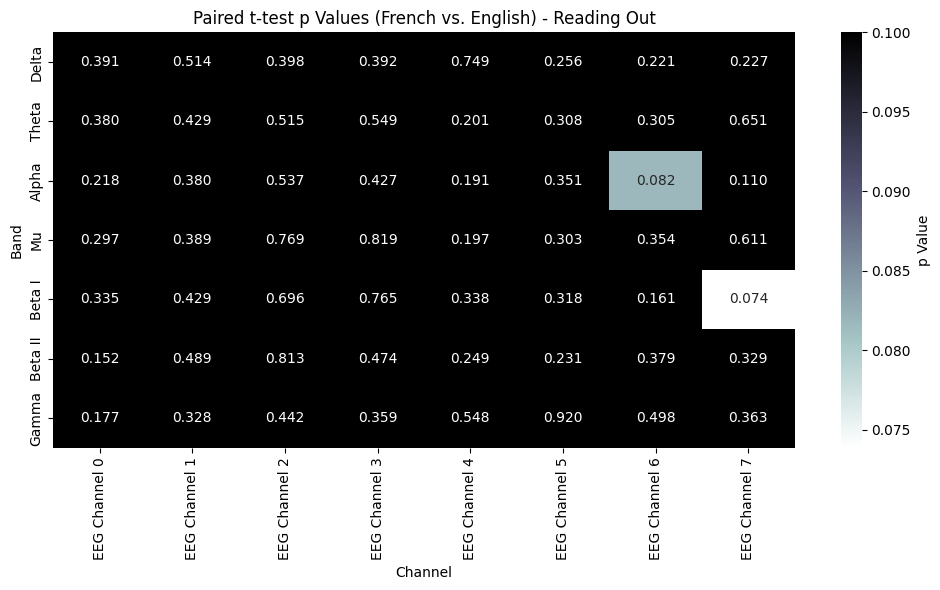 Paired t-test p Values (French vs. English) - Reading Out
Band
Delta 0.391 0.514 0.398 0.392 0.749 0.256 0.221 0.227
Theta 0.380 0.429 0.515 0.549 0.201 0.308 0.305 0.651
Alpha 0.218 0.380 0.537 0.427 0.191 0.351 0.082 0.110
Mu 0.297 0.389 0.769 0.819 0.197 0.303 0.354 0.611
Beta I 0.335 0.429 0.696 0.765 0.338 0.318 0.161 0.074
Beta II 0.152 0.489 0.813 0.474 0.249 0.231 0.379 0.329
Gamma 0.177 0.328 0.442 0.359 0.548 0.920 0.498 0.363
EEG Channel 0
EEG Channel 1
EEG Channel 2
EEG Channel 3
EEG Channel 4
EEG Channel 5
EEG Channel 6
EEG Channel 7
Channel
0.100
0.095
0.090
0.085
0.080
0.075
p Value